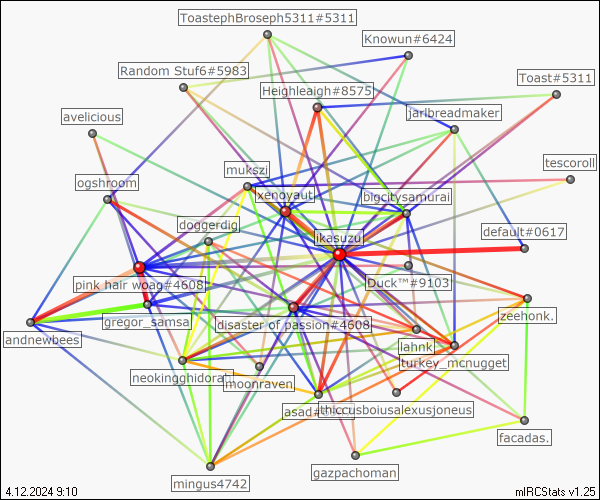 ToastephBroseph5311#5311
Knowun#6424
Random Stuf6#5983
Toast#5311
Heighleaigh#8575
jarlbreadmaker
avelicious
tescoroll
mukszi
ogshroom
xenoyaut
bigcitysamurai
doggerdig
default#0617
ikasuzu
pink hair woag#4608
Duck™#9103
zeehonk.
gregor_samsa
disaster of passion#4608
andnewbees
lahnk
turkey_mcnugget
neokingghidorah
moonraven
thiccusboiusalexusjoneus
facadas.
gazpachoman
mingus4742
4.12.2024 9:10
mIRCStats v1.25